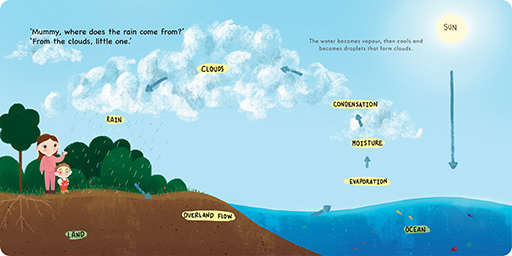 'Mummy, where does the rain come from?'
'From the clouds, little one.'
The water becomes vapour, then cools and
becomes droplets that form clouds.
SUN
CLOUDS
CONDENSATION
RAIN
MOISTURE
EVAPORATION
OVERLAND FLOW
LAND
OCEAN